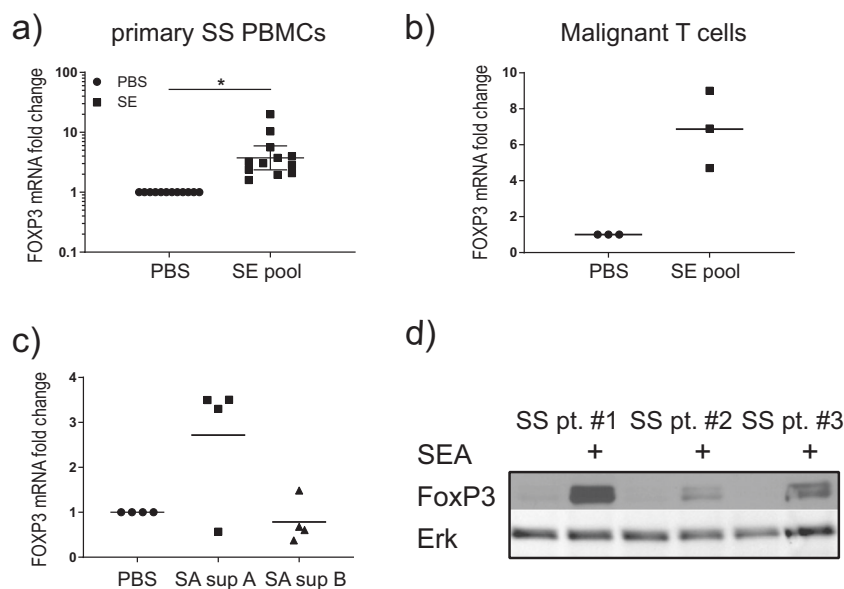 a) primary SS PBMCs
FOXP3 mRNA fold change
100
10
1
0.1
PBS
SE
*
PBS SE pool
b) Malignant T cells
FOXP3 mRNA fold change
10
8
6
4
2
0
PBS SE pool
c)
FOXP3 mRNA fold change
4
3
2
1
0
PBS SA sup A SA sup B
d)
SS pt. #1 SS pt. #2 SS pt. #3
SEA + + +
FoxP3
Erk